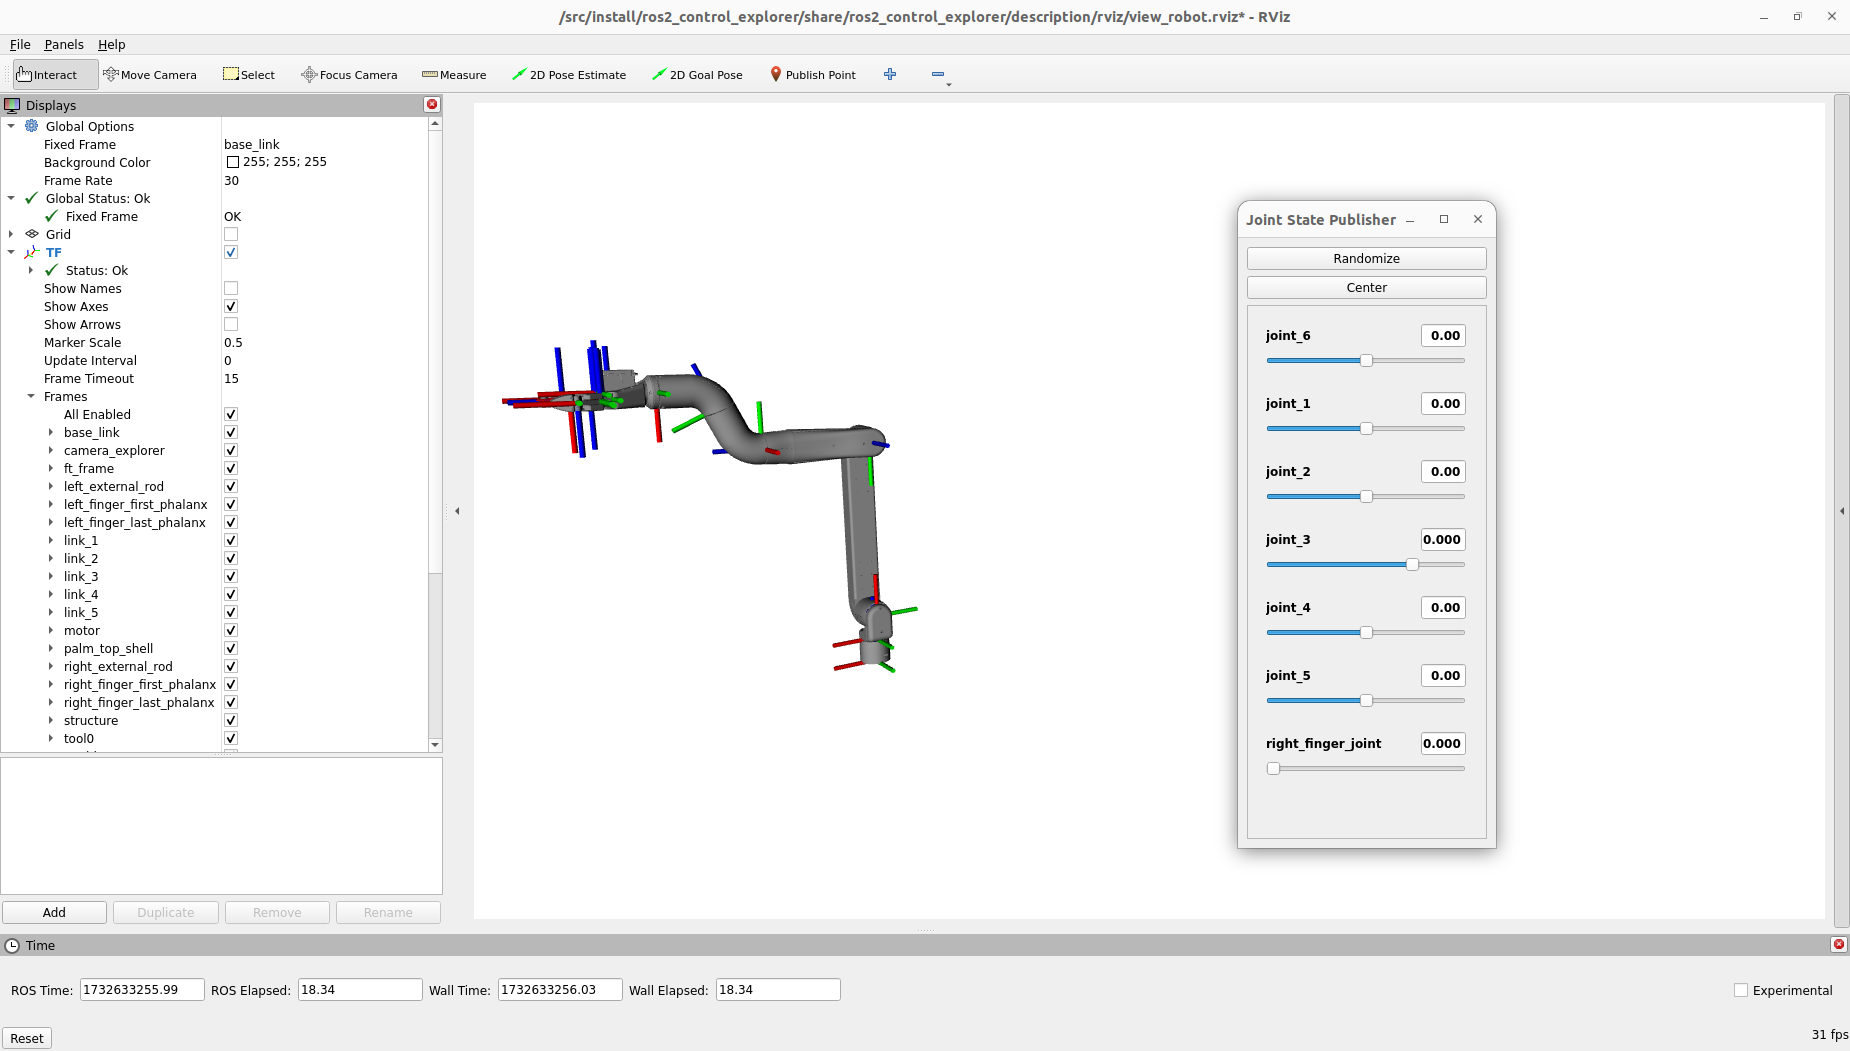 /src/install/ros2_control_explorer/share/ros2_control_explorer/description/rviz/view_robot.rviz* - RViz
File Panels Help
Interact Move Camera Select Focus Camera Measure 2D Pose Estimate 2D Goal Pose Publish Point
Displays
Global Options
Fixed Frame base_link
Background Color 255; 255; 255
Frame Rate 30
Global Status: Ok
Fixed Frame OK
Grid
TF
Status: Ok
Show Names
Show Axes
Show Arrows
Marker Scale 0.5
Update Interval 0
Frame Timeout 15
Frames
All Enabled
base_link
camera_explorer
ft_frame
left_external_rod
left_finger_first_phalanx
left_finger_last_phalanx
link_1
link_2
link_3
link_4
link_5
motor
palm_top_shell
right_external_rod
right_finger_first_phalanx
right_finger_last_phalanx
structure
tool0
Add Duplicate Remove Rename
Joint State Publisher
Randomize
Center
joint_6 0.00
joint_1 0.00
joint_2 0.00
joint_3 0.000
joint_4 0.00
joint_5 0.00
right_finger_joint 0.000
Time
ROS Time: 1732633255.99 ROS Elapsed: 18.34 Wall Time: 1732633256.03 Wall Elapsed: 18.34 Experimental
Reset 31 fps